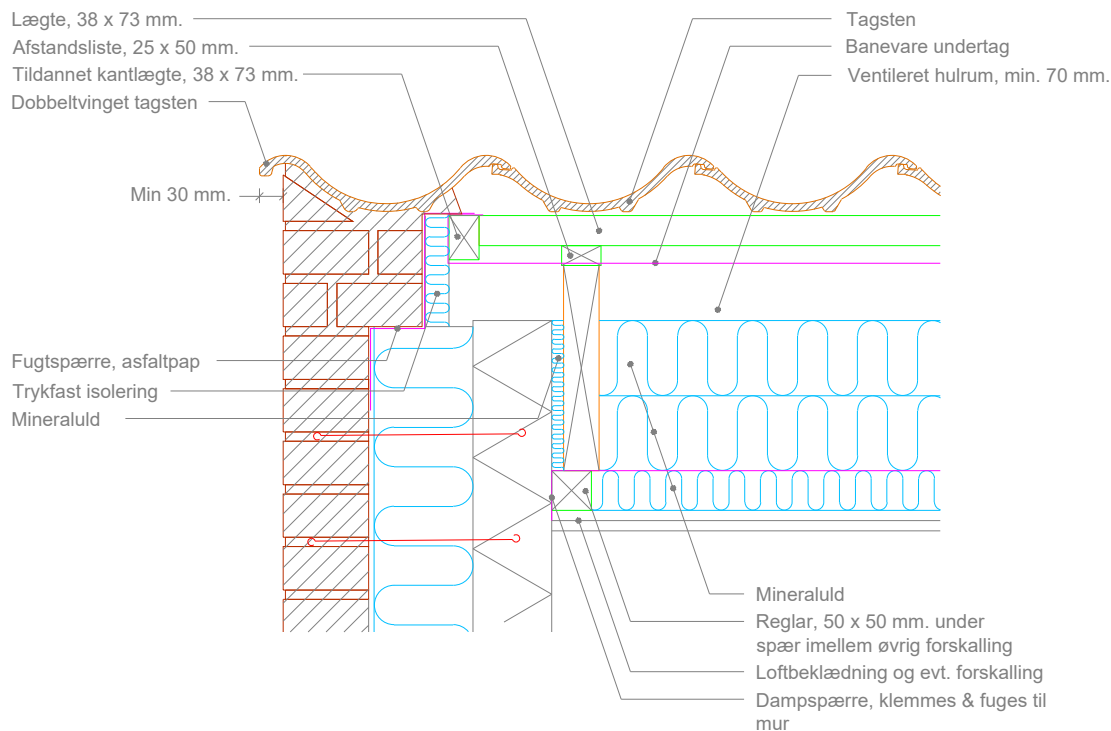 Lægte, 38 x 73 mm.
Afstandsliste, 25 x 50 mm.
Tildannet kantlægte, 38 x 73 mm.
Dobbeltvinget tagsten
Tagsten
Banevare undertag
Ventileret hulrum, min. 70 mm.
Min 30 mm.
Fugtspærre, asfaltpap
Trykfast isolering
Mineraluld
Mineraluld
Reglar, 50 x 50 mm. under
spær imellem øvrig forskalling
Loftbeklædning og evt. forskalling
Dampspærre, klemmes & fuges til
mur